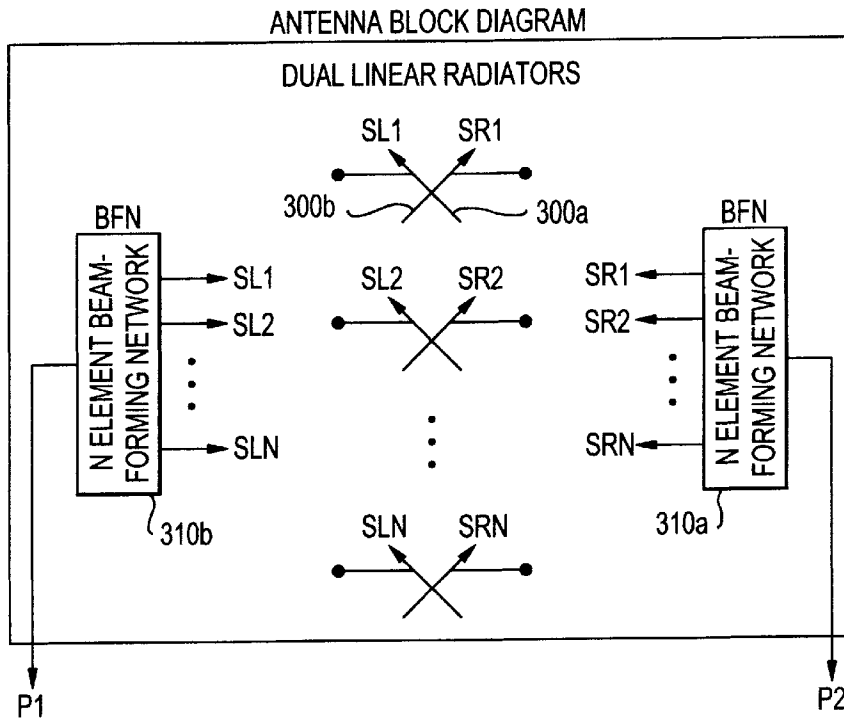 ANTENNA BLOCK DIAGRAM
DUAL LINEAR RADIATORS
SL1 SR1
300b 300a
BFN
N ELEMENT BEAM-
FORMING NETWORK
SL1
SL2
SLN
310b
SL2 SR2
SLN SRN
BFN
N ELEMENT BEAM-
FORMING NETWORK
SR1
SR2
SRN
310a
P1
P2